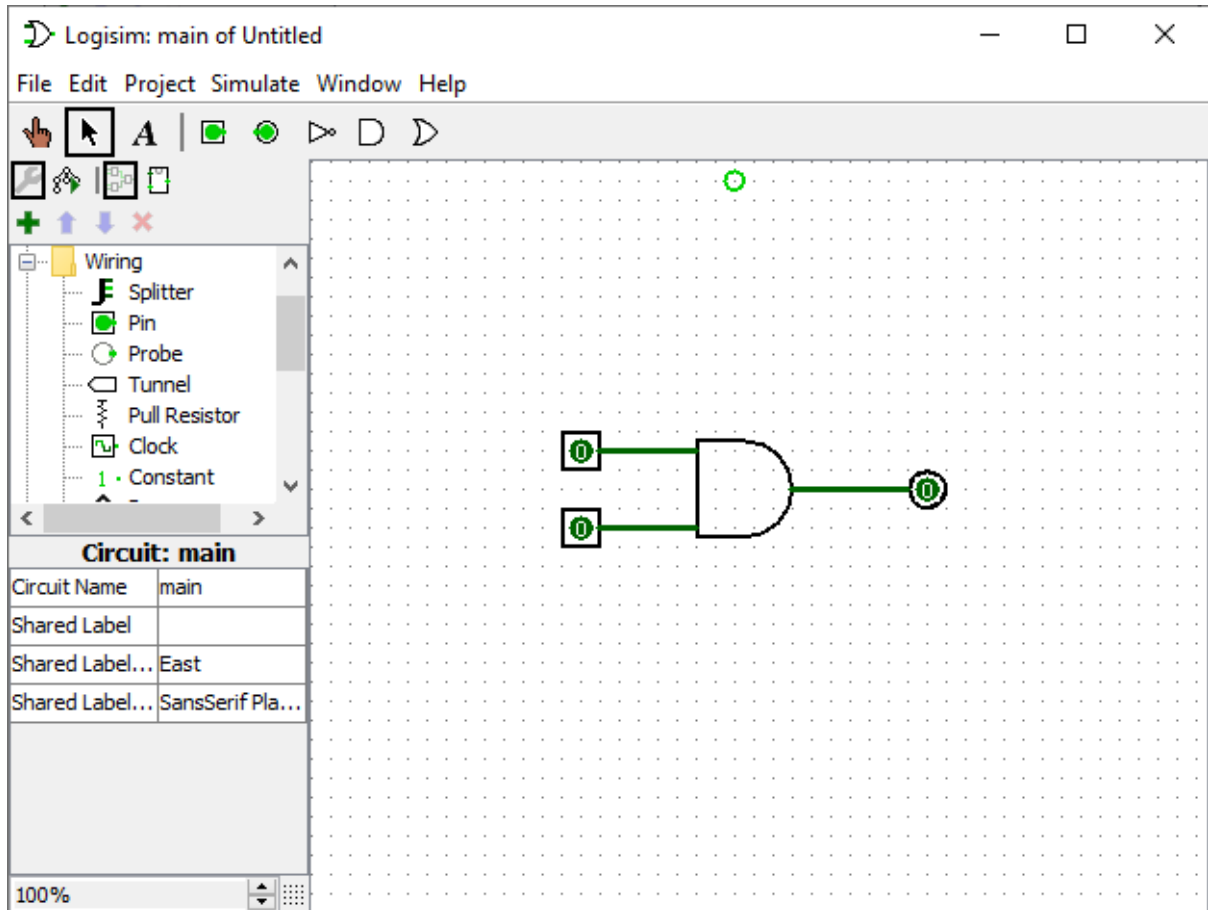 Logisim: main of Untitled
File Edit Project Simulate Window Help
A
Wiring
Splitter
Pin
Probe
Tunnel
Pull Resistor
Clock
1 Constant
Circuit: main
Circuit Name main
Shared Label
Shared Label... East
Shared Label... SansSerif Pla...
100%
0
0
0